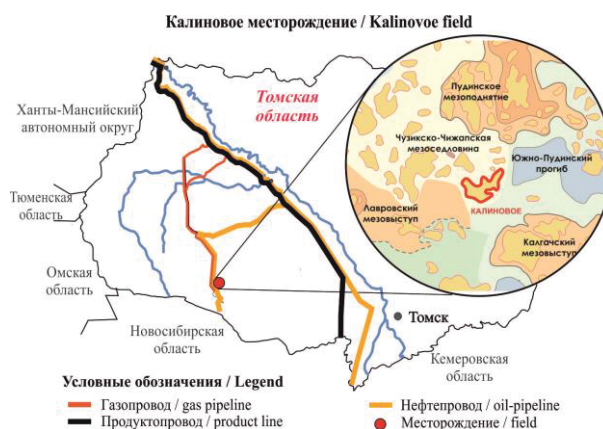 Калиновое месторождение / Kalinovoe field
Ханты-Мансийский
автономный округ
Томская
область
Пудинское
мезоподнятие
Чузикско-Чижапская
мезоседловина
Южно-Пудинский
прогиб
Тюменская
область
Лавровский
мезовыступ
КАЛИНОВОЕ
Калгачский
мезовыступ
Омская
область
Новосибирская
область
Томск
Кемеровская
область
Условные обозначения / Legend
Газопровод / gas pipeline
Нефтепровод / oil-pipeline
Продуктопровод / product line
Месторождение / field